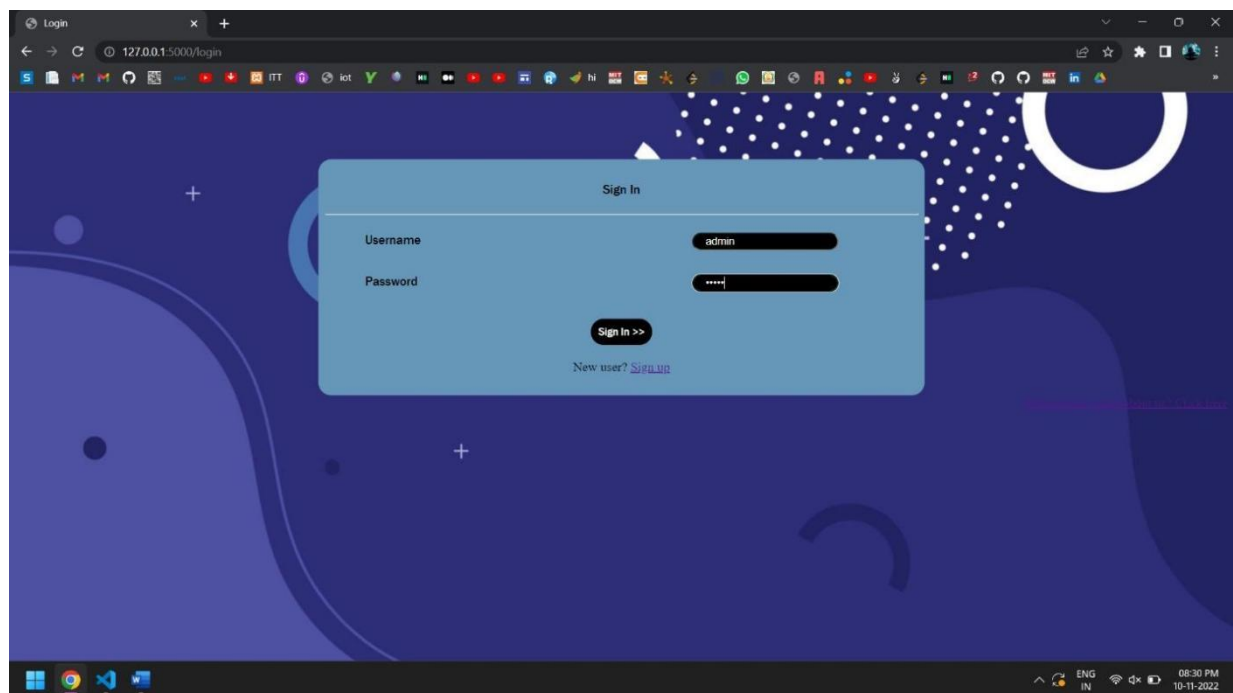 Login
127.0.0.1:5000/login
ITT
iot
hi
Sign In
Username
admin
Password
•••••
Sign In >>
New user? Sign up
ENG
IN
08:30 PM
10-11-2022